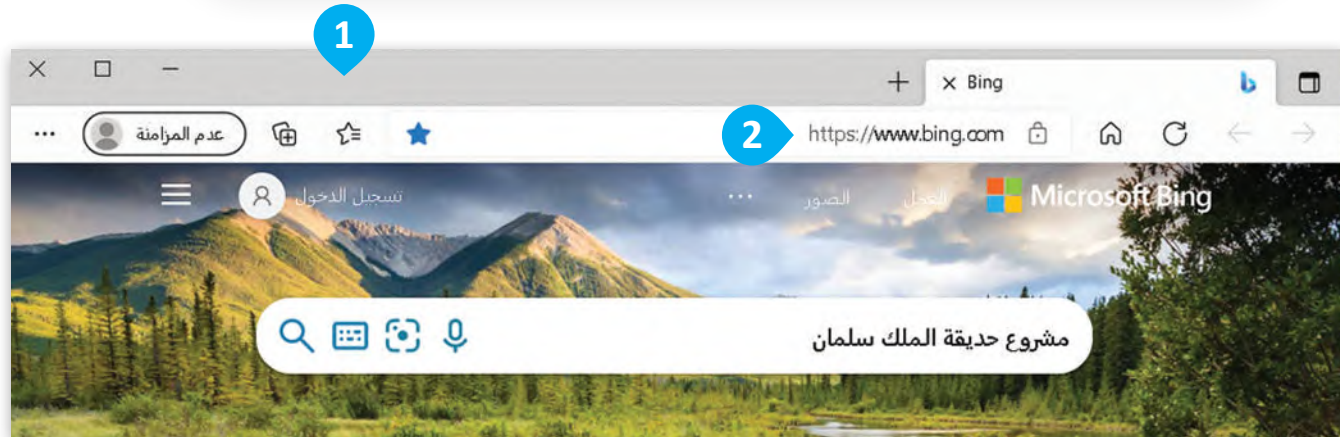 1
Bing
عدم المزامنة
2
https://www.bing.com
Microsoft Bing
العمل
الصور
...
تسجيل الدخول
مشروع حديقة الملك سلمان